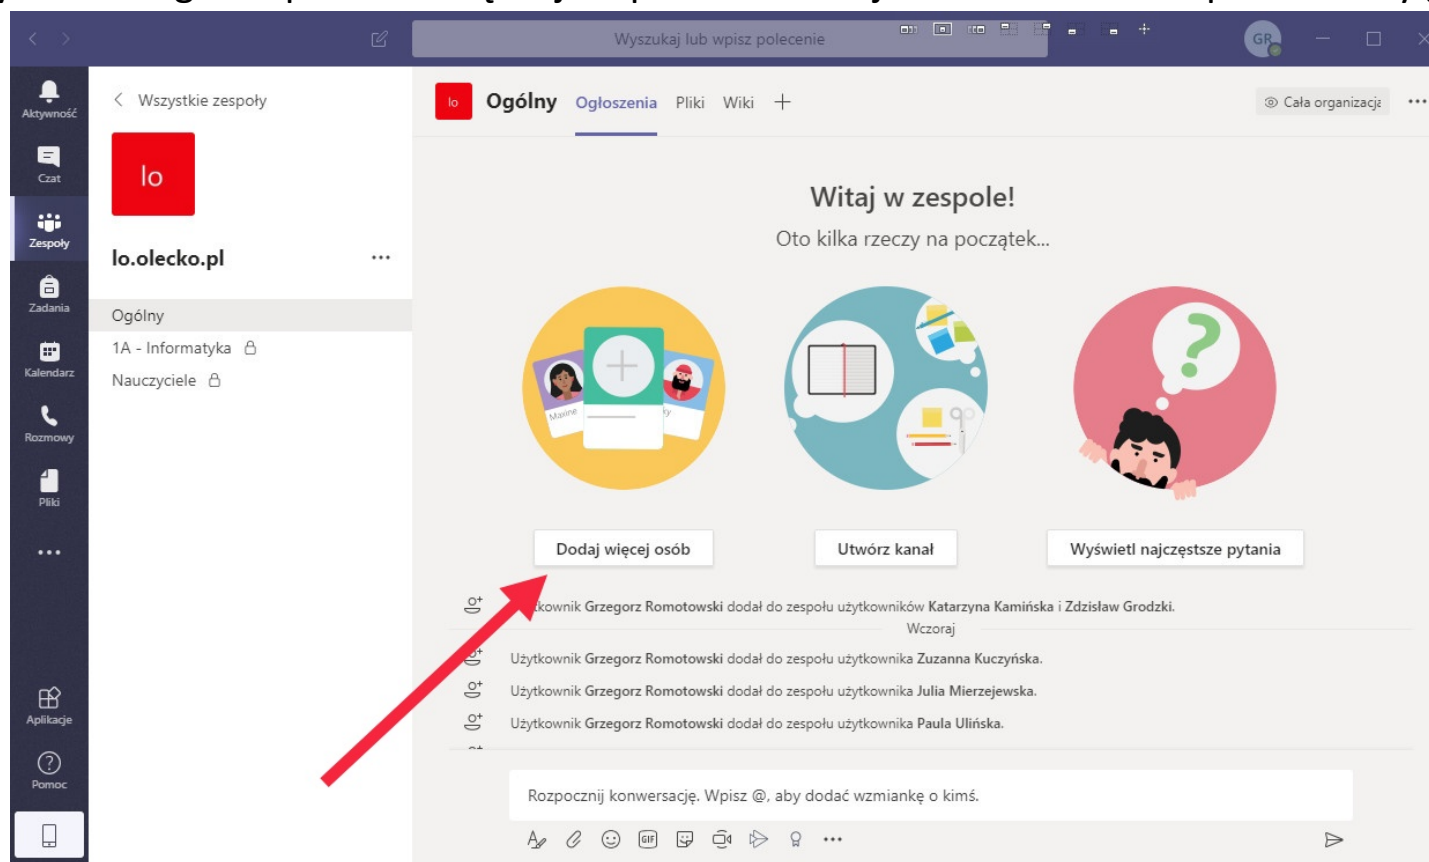 Wyszukaj lub wpisz polecenie
GR
Aktywność
Czat
Zespoły
Zadania
Kalendarz
Rozmowy
Pliki
Aplikacje
Pomoc
Wszystkie zespoły
lo
lo.olecko.pl
Ogólny
1A - Informatyka
Nauczyciele
lo Ogólny Ogłoszenia Pliki Wiki
Cała organizacja
Witaj w zespole!
Oto kilka rzeczy na początek...
Maxine
Dodaj więcej osób
Utwórz kanał
Wyświetl najczęstsze pytania
Grzegorz Romotowski dodał do zespołu użytkowników Katarzyna Kamińska i Zdzisław Grodzki.
Wczoraj
Użytkownik Grzegorz Romotowski dodał do zespołu użytkownika Zuzanna Kuczyńska.
Użytkownik Grzegorz Romotowski dodał do zespołu użytkownika Julia Mierzejewska.
Użytkownik Grzegorz Romotowski dodał do zespołu użytkownika Paula Ulińska.
Rozpocznij konwersację. Wpisz @, aby dodać wzmiankę o kimś.
GIF